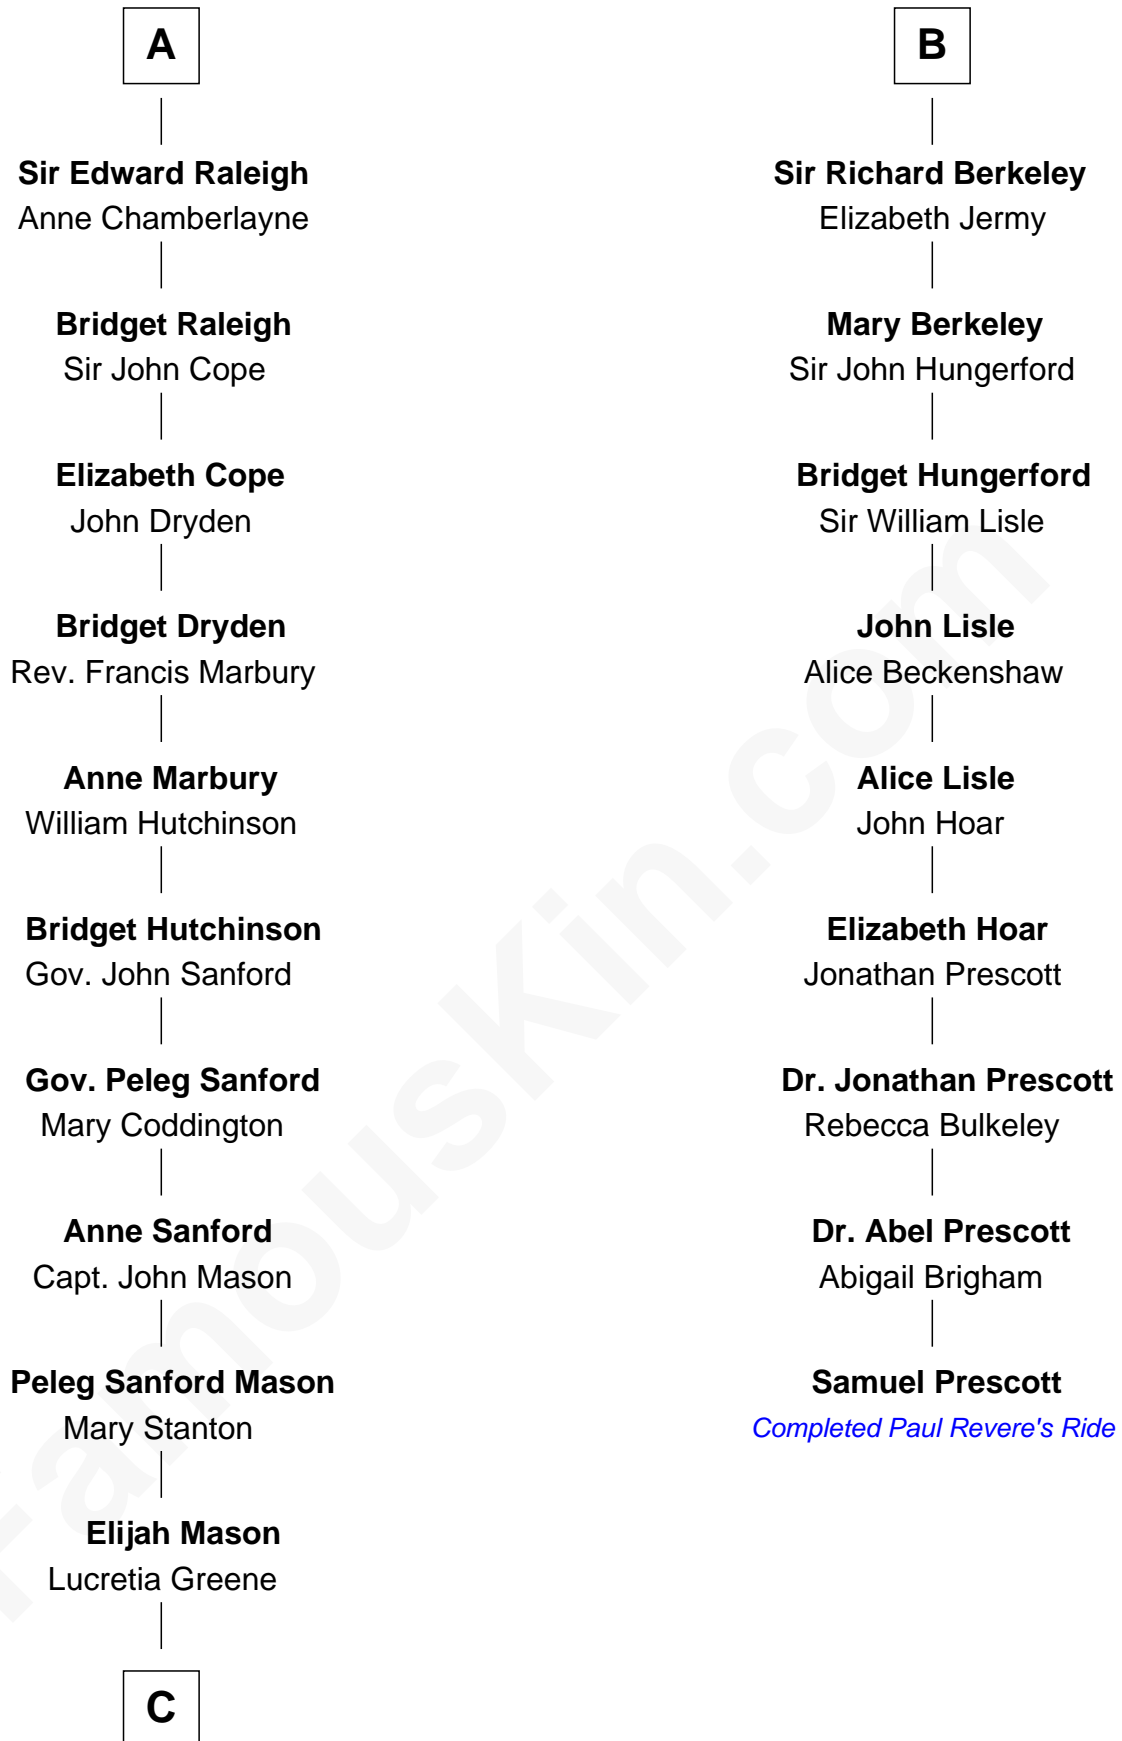 A
Sir Edward Raleigh
Anne Chamberlayne
Bridget Raleigh
Sir John Cope
Elizabeth Cope
John Dryden
Bridget Dryden
Rev. Francis Marbury
Anne Marbury
William Hutchinson
Bridget Hutchinson
Gov. John Sanford
Gov. Peleg Sanford
Mary Coddington
Anne Sanford
Capt. John Mason
Peleg Sanford Mason
Mary Stanton
Elijah Mason
Lucretia Greene
C
B
Sir Richard Berkeley
Elizabeth Jermy
Mary Berkeley
Sir John Hungerford
Bridget Hungerford
Sir William Lisle
John Lisle
Alice Beckenshaw
Alice Lisle
John Hoar
Elizabeth Hoar
Jonathan Prescott
Dr. Jonathan Prescott
Rebecca Bulkeley
Dr. Abel Prescott
Abigail Brigham
Samuel Prescott
Completed Paul Revere's Ride
FamousKin.com